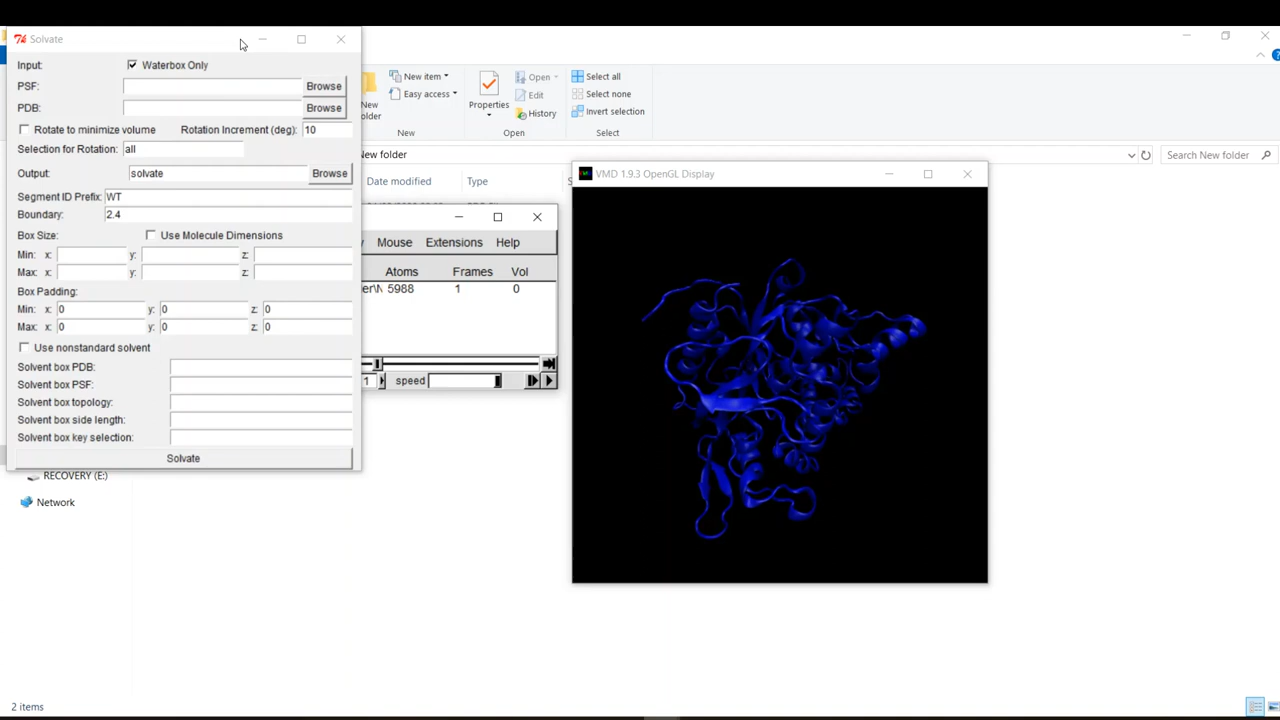 Solvate
Input: Waterbox Only
PSF: Browse
PDB: Browse
Rotate to minimize volume Rotation Increment (deg): 10
Selection for Rotation: all
Output: solvate Browse
Segment ID Prefix: WT
Boundary: 2.4
Box Size: Use Molecule Dimensions
Min: x: y: z:
Max: x: y: z:
Box Padding:
Min: x: 0 y: 0 z: 0
Max: x: 0 y: 0 z: 0
Use nonstandard solvent
Solvent box PDB:
Solvent box PSF:
Solvent box topology:
Solvent box side length:
Solvent box key selection:
Solvate
New folder
New item
Easy access
New
Properties
Open
Edit
History
Open
Select all
Select none
Invert selection
Select
New folder
Search New folder
Date modified Type
Mouse Extensions Help
Atoms Frames Vol
5988 1 0
1 speed
VMD 1.9.3 OpenGL Display
RECOVERY (E:)
Network
2 items